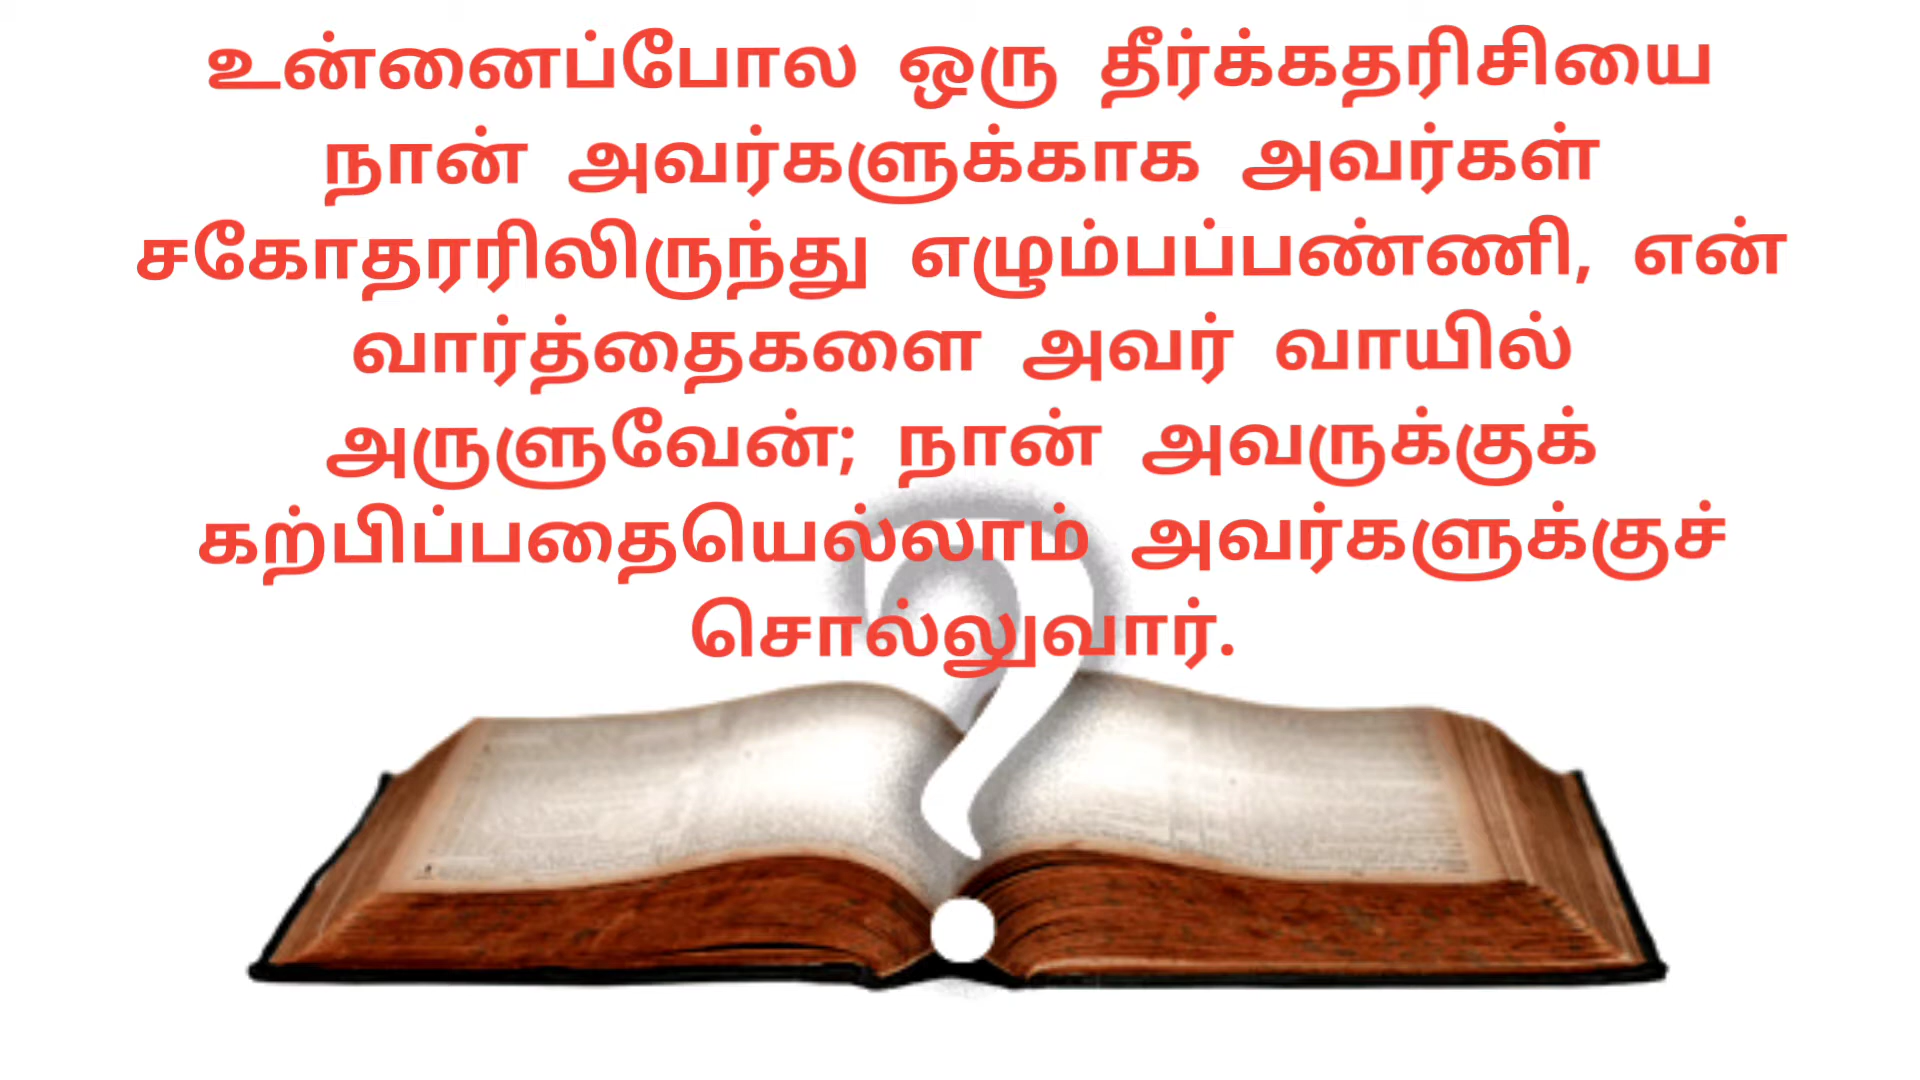 உன்னைப்போல ஒரு தீர்க்கதரிசியை
நான் அவர்களுக்காக அவர்கள்
சகோதரரிலிருந்து எழும்பப்பண்ணி, என்
வார்த்தைகளை அவர் வாயில்
அருளுவேன்; நான் அவருக்குக்
கற்பிப்பதையெல்லாம் அவர்களுக்குச்
சொல்லுவார்.
?